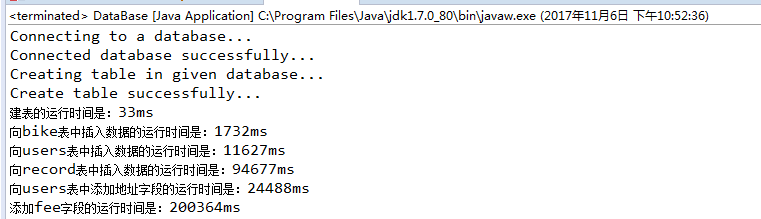 <terminated> DataBase [Java Application] C:\Program Files\Java\jdk1.7.0_80\bin\javaw.exe (2017年11月6日 下午10:52:36)
Connecting to a database...
Connected database successfully...
Creating table in given database...
Create table successfully...
建表的运行时间是：33ms
向bike表中插入数据的运行时间是：1732ms
向users表中插入数据的运行时间是：11627ms
向record表中插入数据的运行时间是：94677ms
向users表中添加地址字段的运行时间是：24488ms
添加fee字段的运行时间是：200364ms